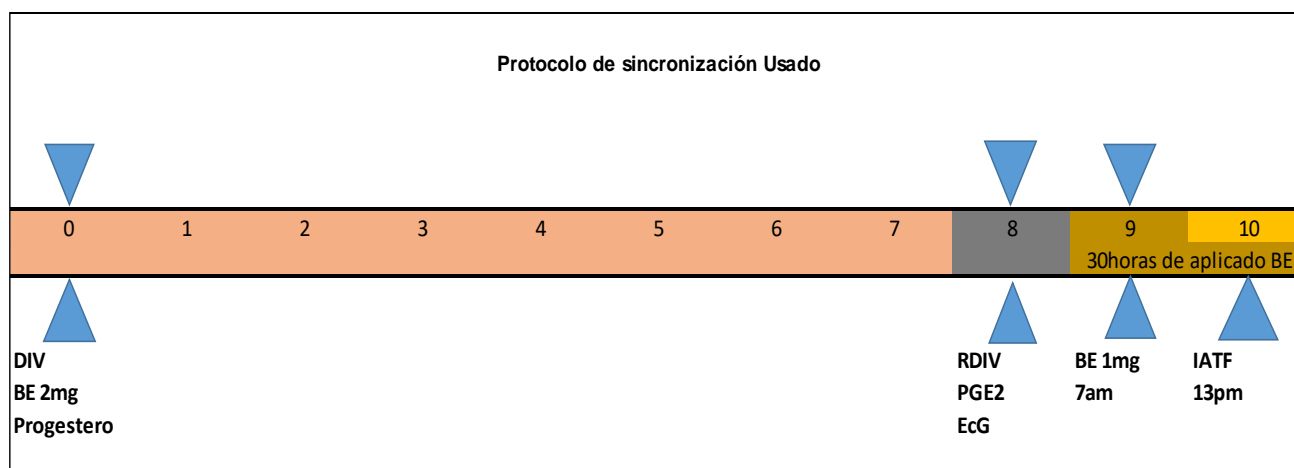 Protocolo de sincronización Usado
0 1 2 3 4 5 6 7 8 9 10
30horas de aplicado BE
DIV RDIV BE 1mg IATF
BE 2mg PGE2 7am 13pm
Progestero EcG